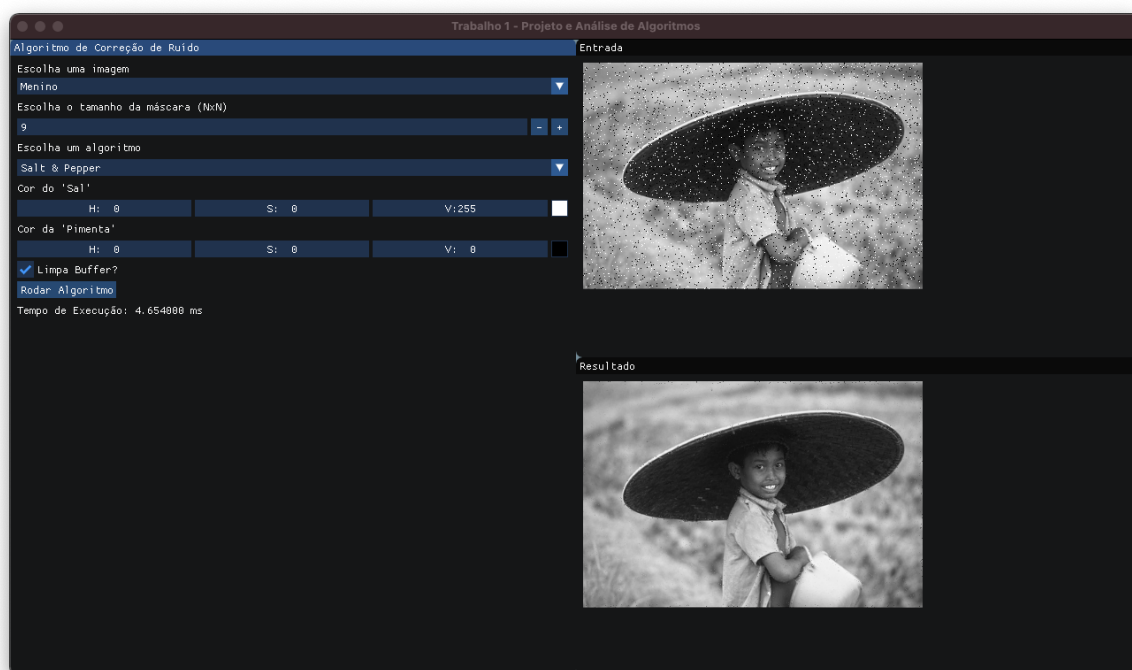 Trabalho 1 - Projeto e Análise de Algoritmos
Algoritmo de Correção de Ruído
Escolha uma imagem
Menino
Escolha o tamanho da máscara (NxN)
9
- +
Escolha um algoritmo
Salt & Pepper
Cor do 'Sal'
H: 0 S: 0 V:255
Cor da 'Pimenta'
H: 0 S: 0 V: 0
Limpa Buffer?
Rodar Algoritmo
Tempo de Execução: 4.654000 ms
Entrada
Resultado